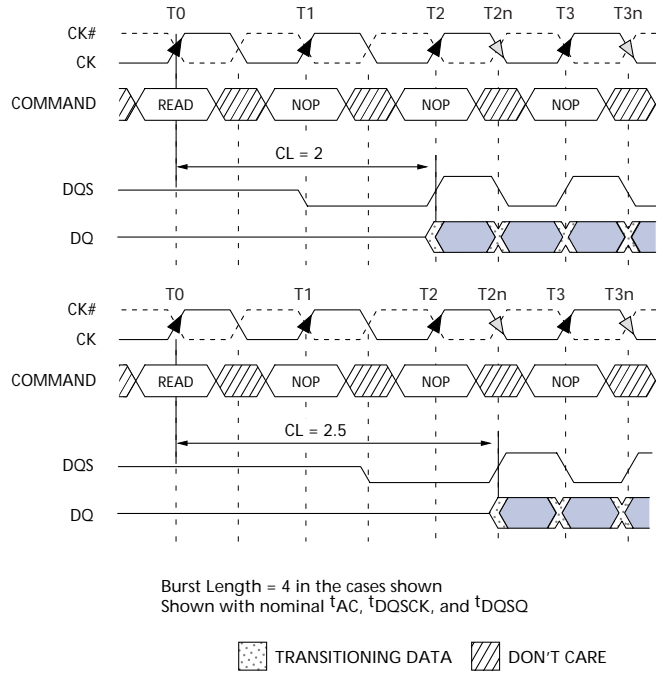 T0 T1 T2 T2n T3 T3n
CK#
CK
COMMAND READ NOP NOP NOP
CL = 2
DQS
DQ
T0 T1 T2 T2n T3 T3n
CK#
CK
COMMAND READ NOP NOP NOP
CL = 2.5
DQS
DQ
Burst Length = 4 in the cases shown
Shown with nominal tAC, tDQSCK, and tDQSQ
TRANSITIONING DATA DON'T CARE